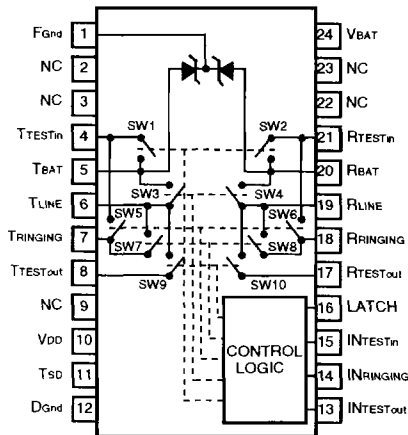 FGnd 1
NC 2
NC 3
TTESTin 4
TBAT 5
TLINE 6
TRINGING 7
TTESTout 8
NC 9
VDD 10
TSD 11
DGnd 12
24 VBAT
23 NC
22 NC
21 RTESTin
20 RBAT
19 RLINE
18 RRINGING
17 RTESTout
16 LATCH
15 INTESTin
14 INRINGING
13 INTESTout
SW1
SW2
SW3
SW4
SW5
SW6
SW7
SW8
SW9
SW10
CONTROL
LOGIC